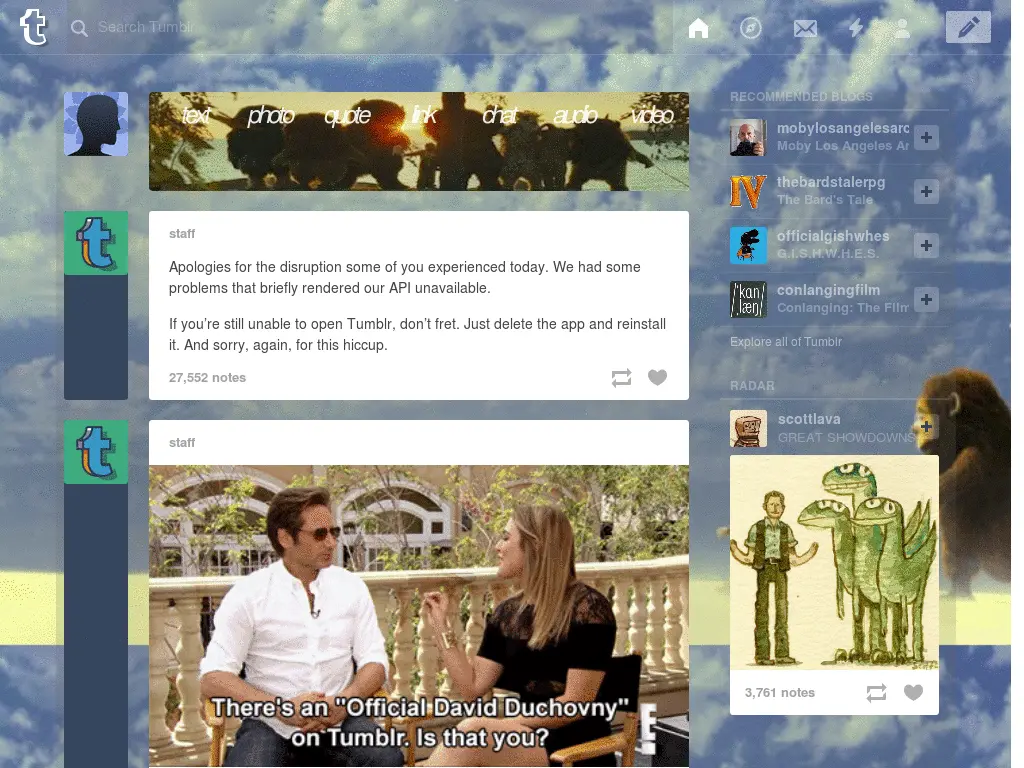 t
Search Tumblr
text photo quote link chat audio video
staff
Apologies for the disruption some of you experienced today. We had some
problems that briefly rendered our API unavailable.
If you’re still unable to open Tumblr, don’t fret. Just delete the app and reinstall
it. And sorry, again, for this hiccup.
27,552 notes
staff
There's an "Official David Duchovny"
on Tumblr. Is that you?
E
RECOMMENDED BLOGS
mobylosangelesarc
Moby Los Angeles Ar
IV
thebardstalerpg
The Bard's Tale
officialgishwhes
G.I.S.H.W.H.E.S.
/ˈkɑn
læŋ/
conlangingfilm
Conlanging: The Film
Explore all of Tumblr
RADAR
scottlava
GREAT SHOWDOWNS
3,761 notes